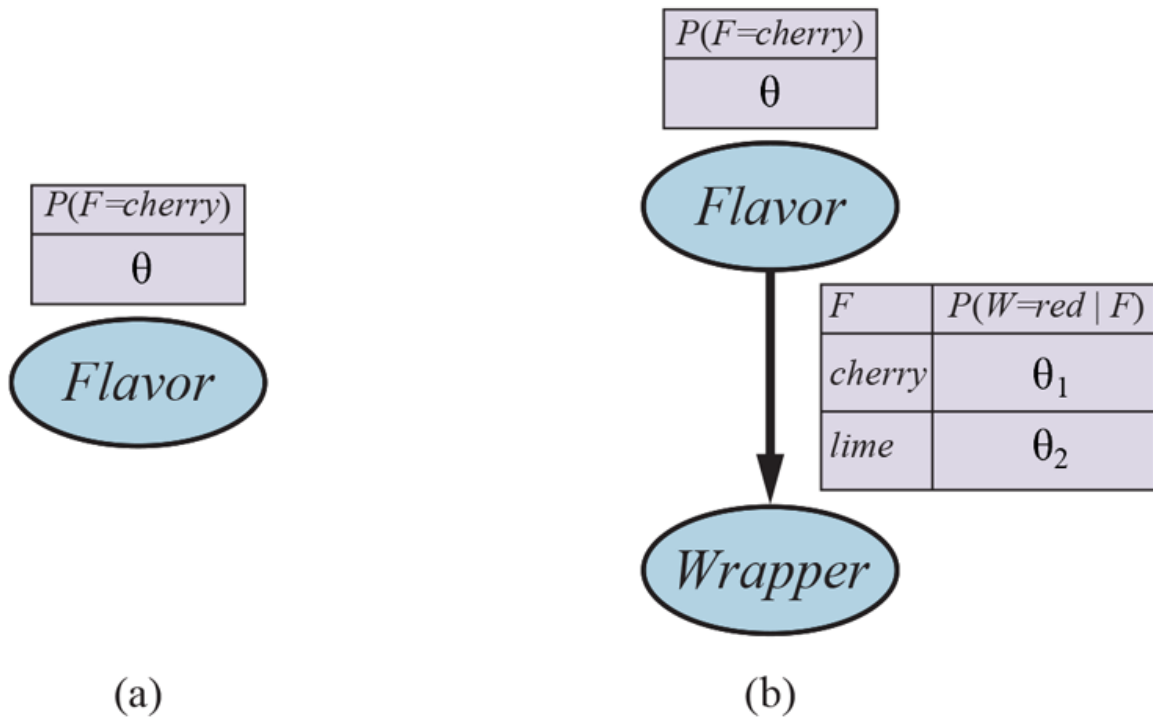 P(F=cherry)
θ
Flavor
(a)
P(F=cherry)
θ
Flavor
F P(W=red | F)
cherry θ1
lime θ2
Wrapper
(b)